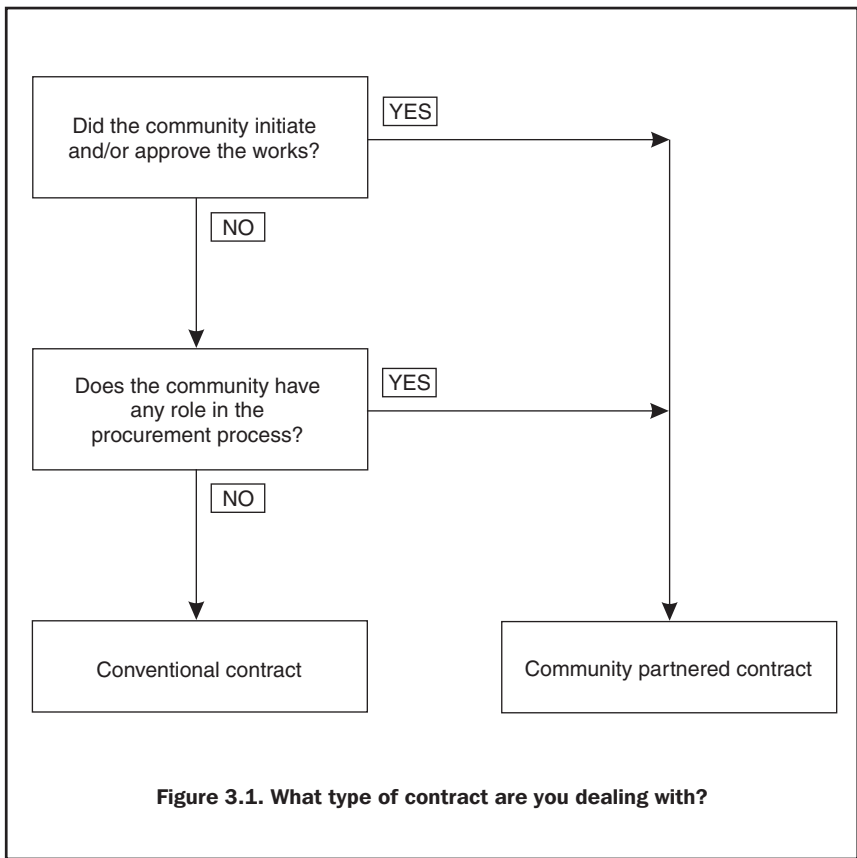 Did the community initiate
and/or approve the works?
YES
NO
Does the community have
any role in the
procurement process?
YES
NO
Conventional contract
Community partnered contract
Figure 3.1. What type of contract are you dealing with?